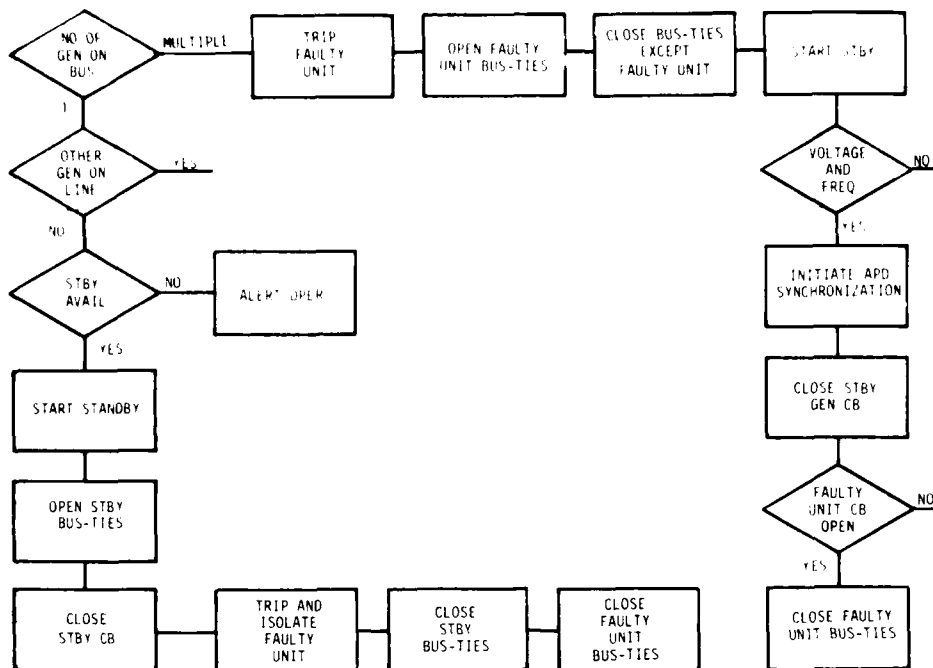 NO OF
GEN ON
BUS
MULTIPLE
TRIP
FAULTY
UNIT
OPEN FAULTY
UNIT BUS-TIES
CLOSE BUS-TIES
EXCEPT
FAULTY UNIT
START STBY
1
OTHER
GEN ON
LINE
YES
VOLTAGE
AND
FREQ
NO
NO
YES
STBY
AVAIL
NO
ALERT OPER
INITIATE APD
SYNCHRONIZATION
YES
START STANDBY
CLOSE STBY
GEN CB
OPEN STBY
BUS-TIES
FAULTY
UNIT CB
OPEN
NO
YES
CLOSE
STBY CB
TRIP AND
ISOLATE
FAULTY
UNIT
CLOSE
STBY
BUS-TIES
CLOSE
FAULTY
UNIT
BUS-TIES
CLOSE FAULTY
UNIT BUS-TIES